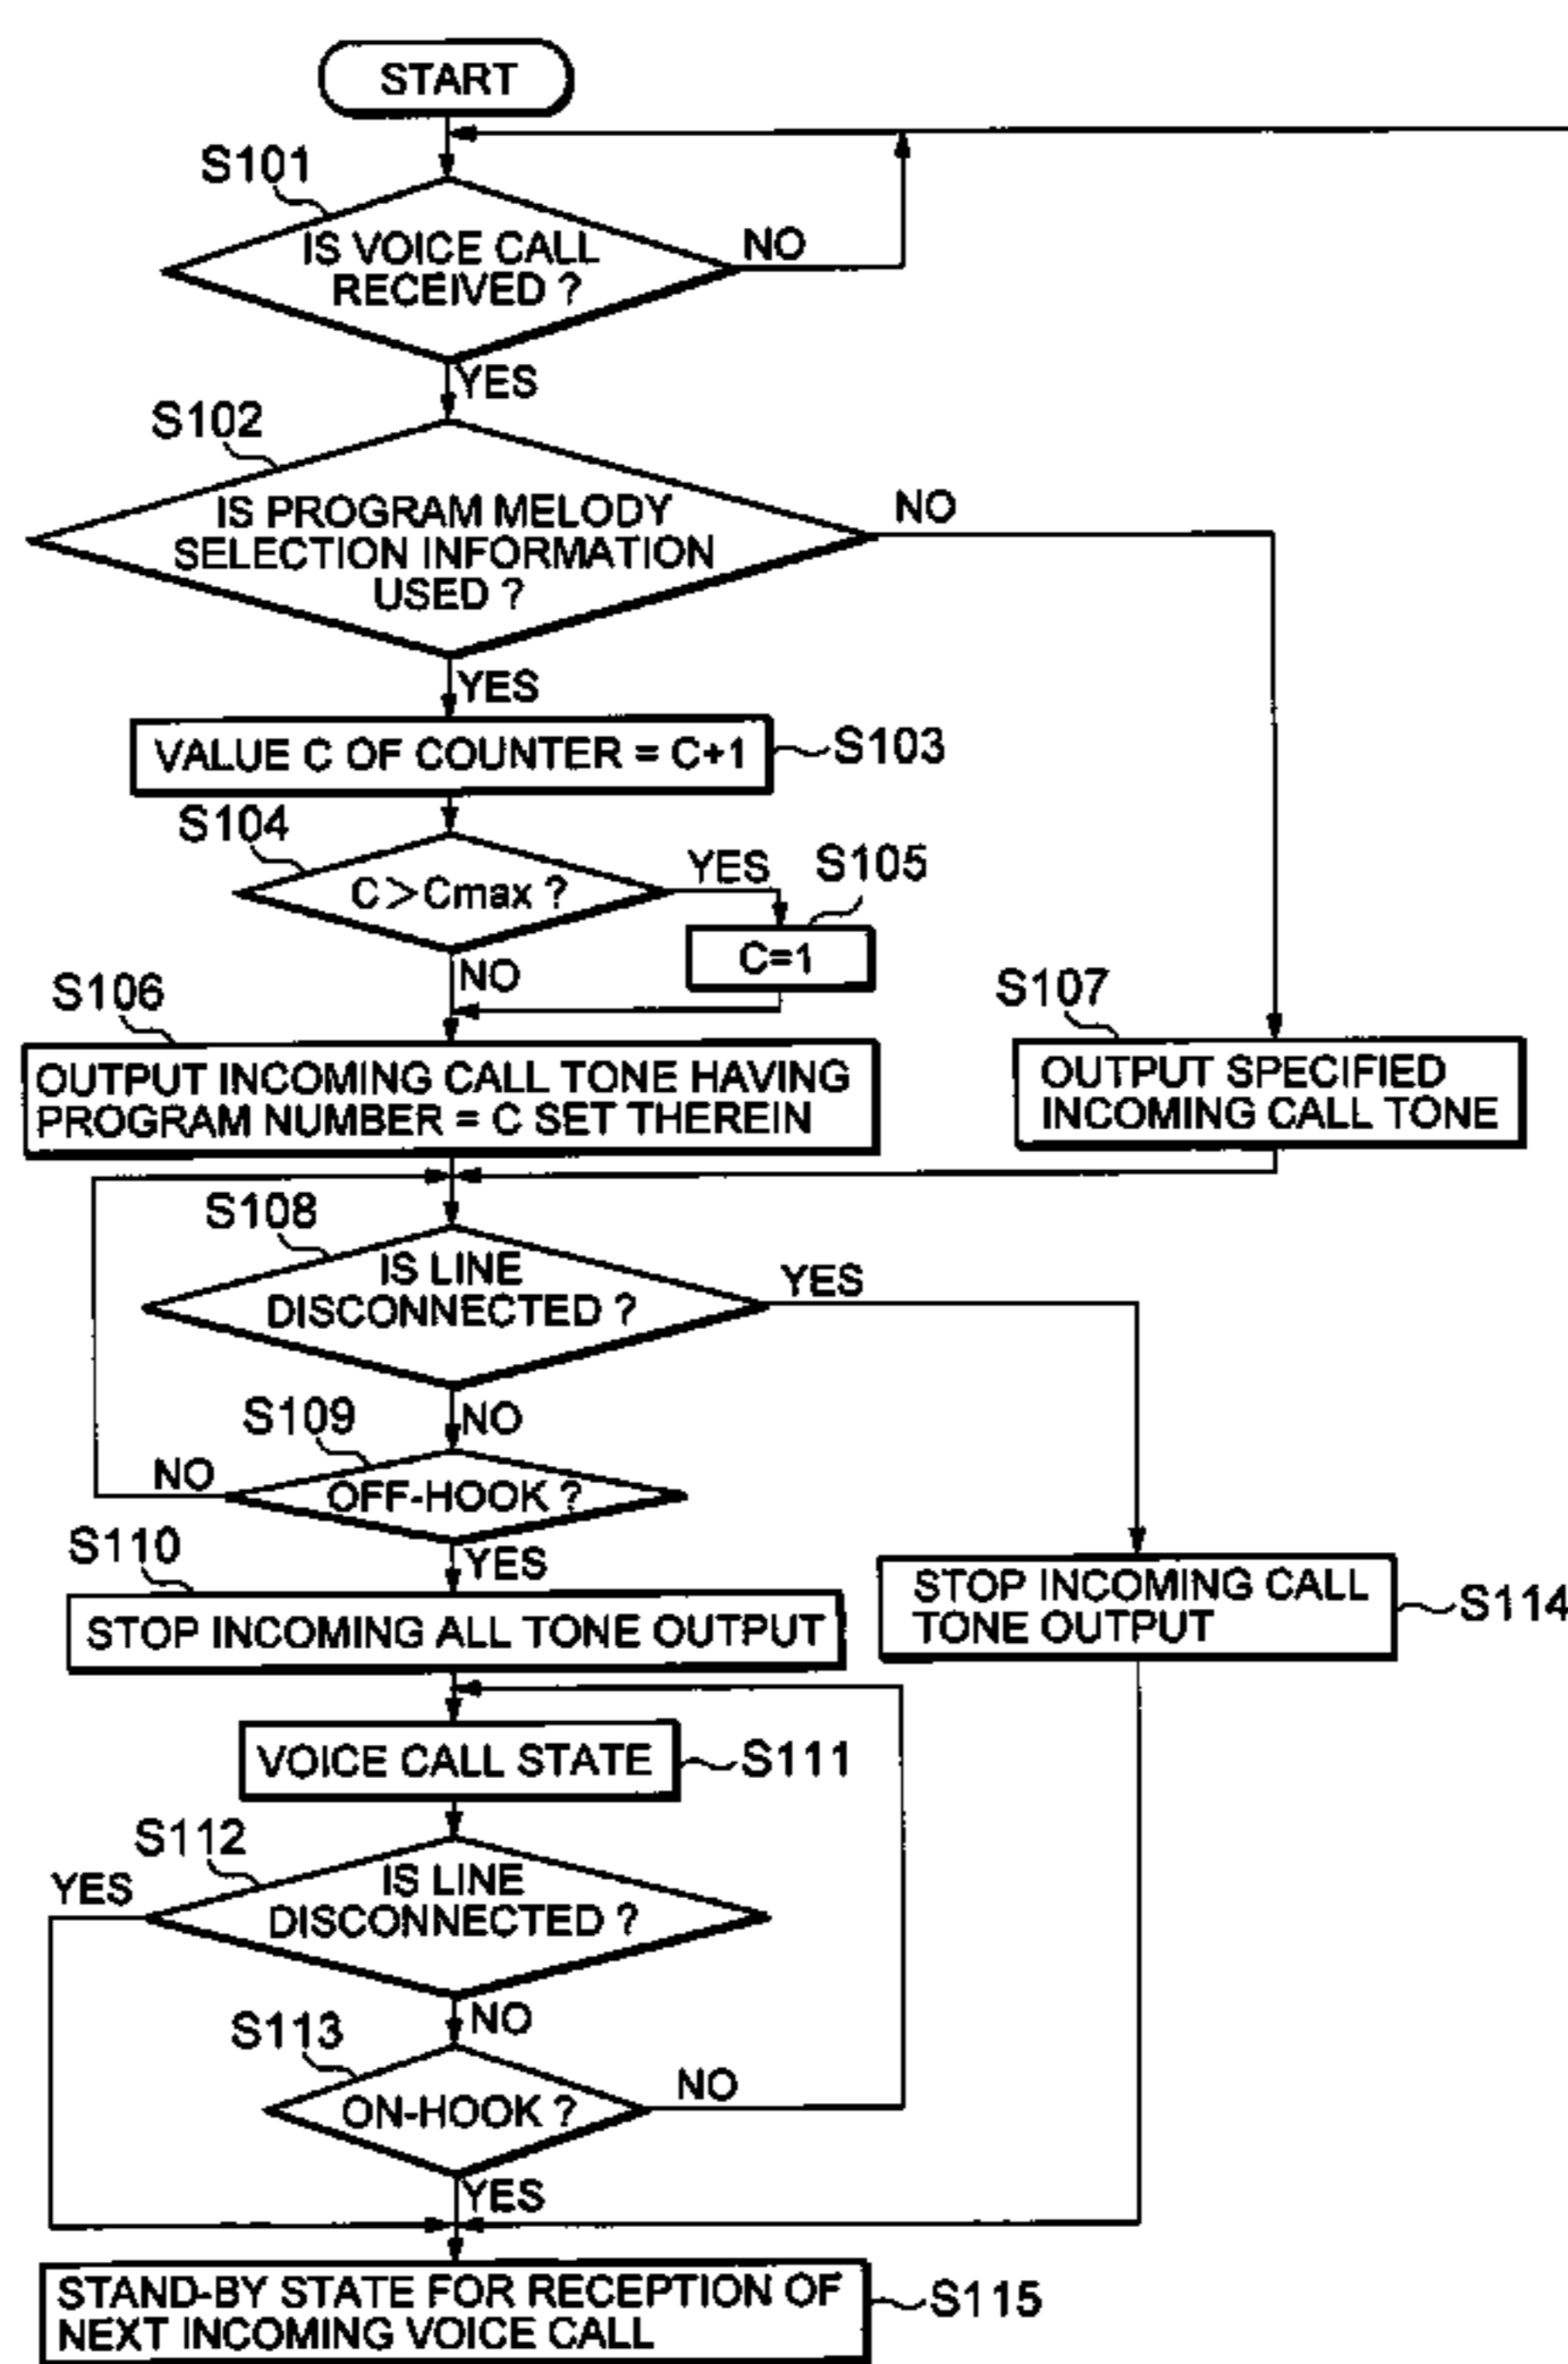 START
S101
IS VOICE CALL
RECEIVED ?
NO
YES
S102
IS PROGRAM MELODY
SELECTION INFORMATION
USED ?
NO
YES
VALUE C OF COUNTER = C+1
S103
S104
C>Cmax ?
YES
S105
C=1
NO
S106
OUTPUT INCOMING CALL TONE HAVING
PROGRAM NUMBER = C SET THEREIN
S107
OUTPUT SPECIFIED
INCOMING CALL TONE
S108
IS LINE
DISCONNECTED ?
YES
NO
S109
OFF-HOOK ?
NO
YES
S110
STOP INCOMING ALL TONE OUTPUT
STOP INCOMING CALL
TONE OUTPUT
S114
VOICE CALL STATE
S111
S112
IS LINE
DISCONNECTED ?
YES
NO
S113
ON-HOOK ?
NO
YES
STAND-BY STATE FOR RECEPTION OF
NEXT INCOMING VOICE CALL
S115